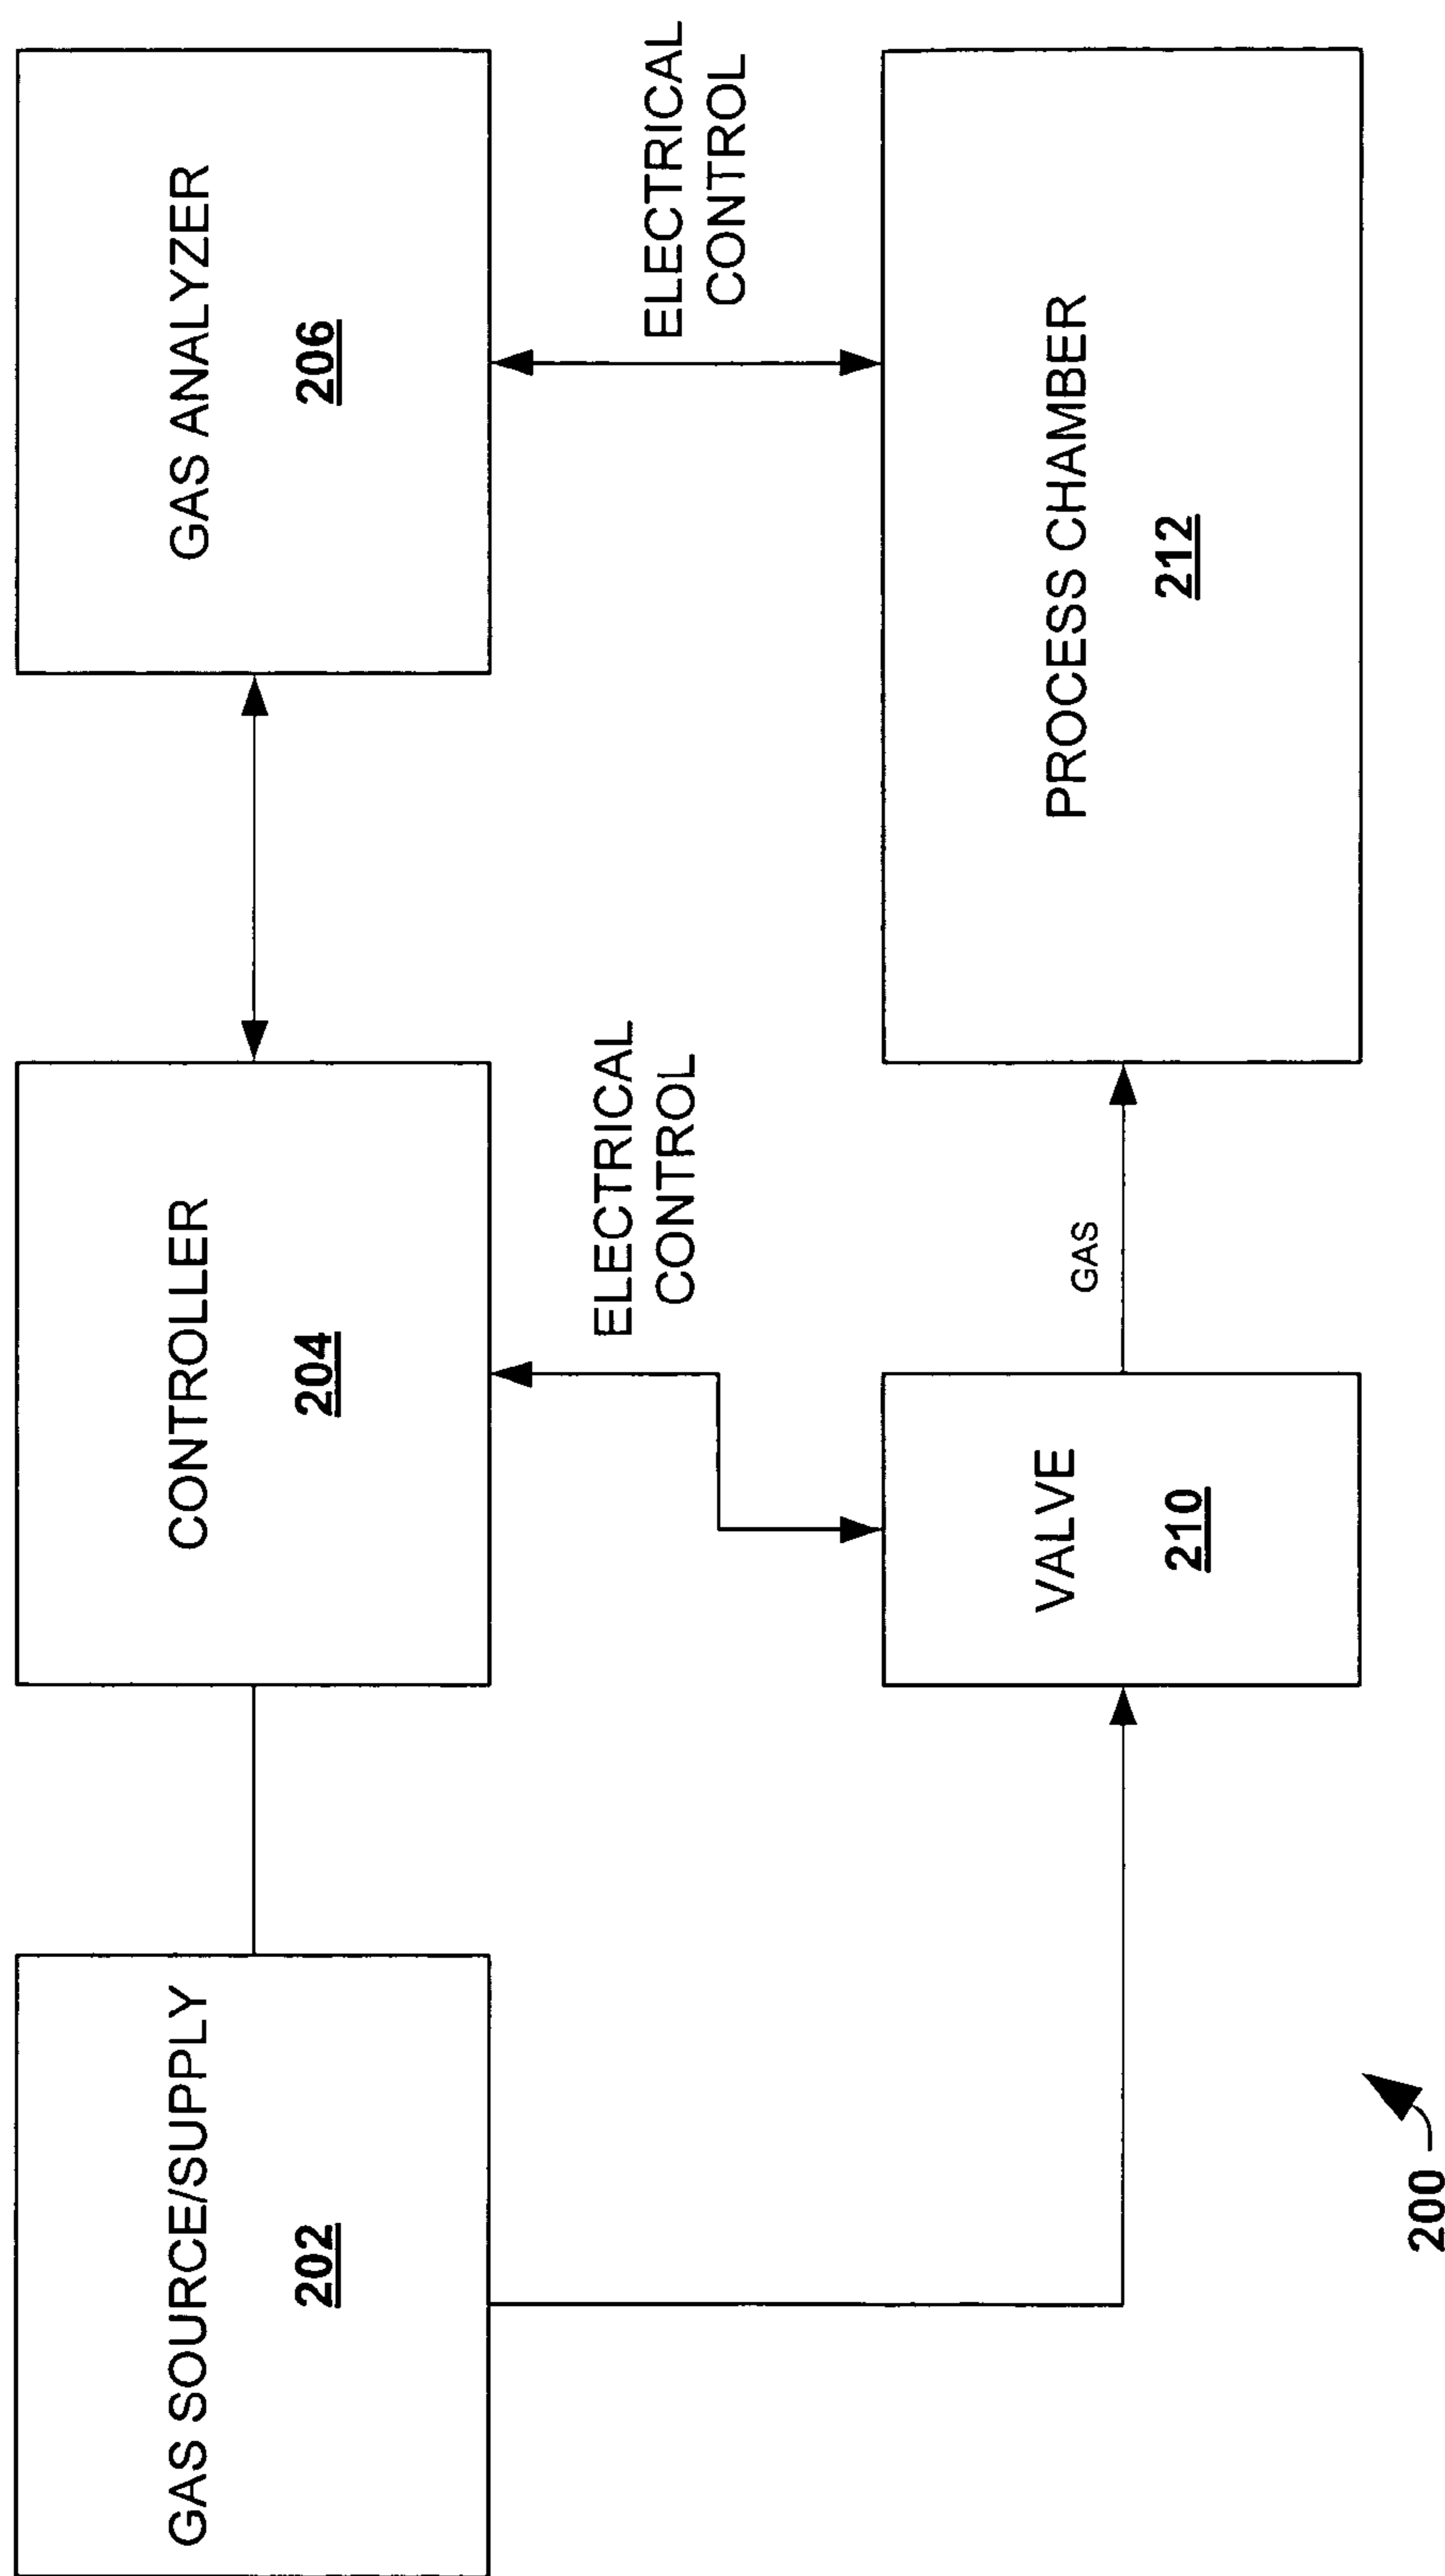 GAS SOURCE/SUPPLY
202
CONTROLLER
204
GAS ANALYZER
206
ELECTRICAL
CONTROL
ELECTRICAL
CONTROL
VALVE
210
GAS
PROCESS CHAMBER
212
200